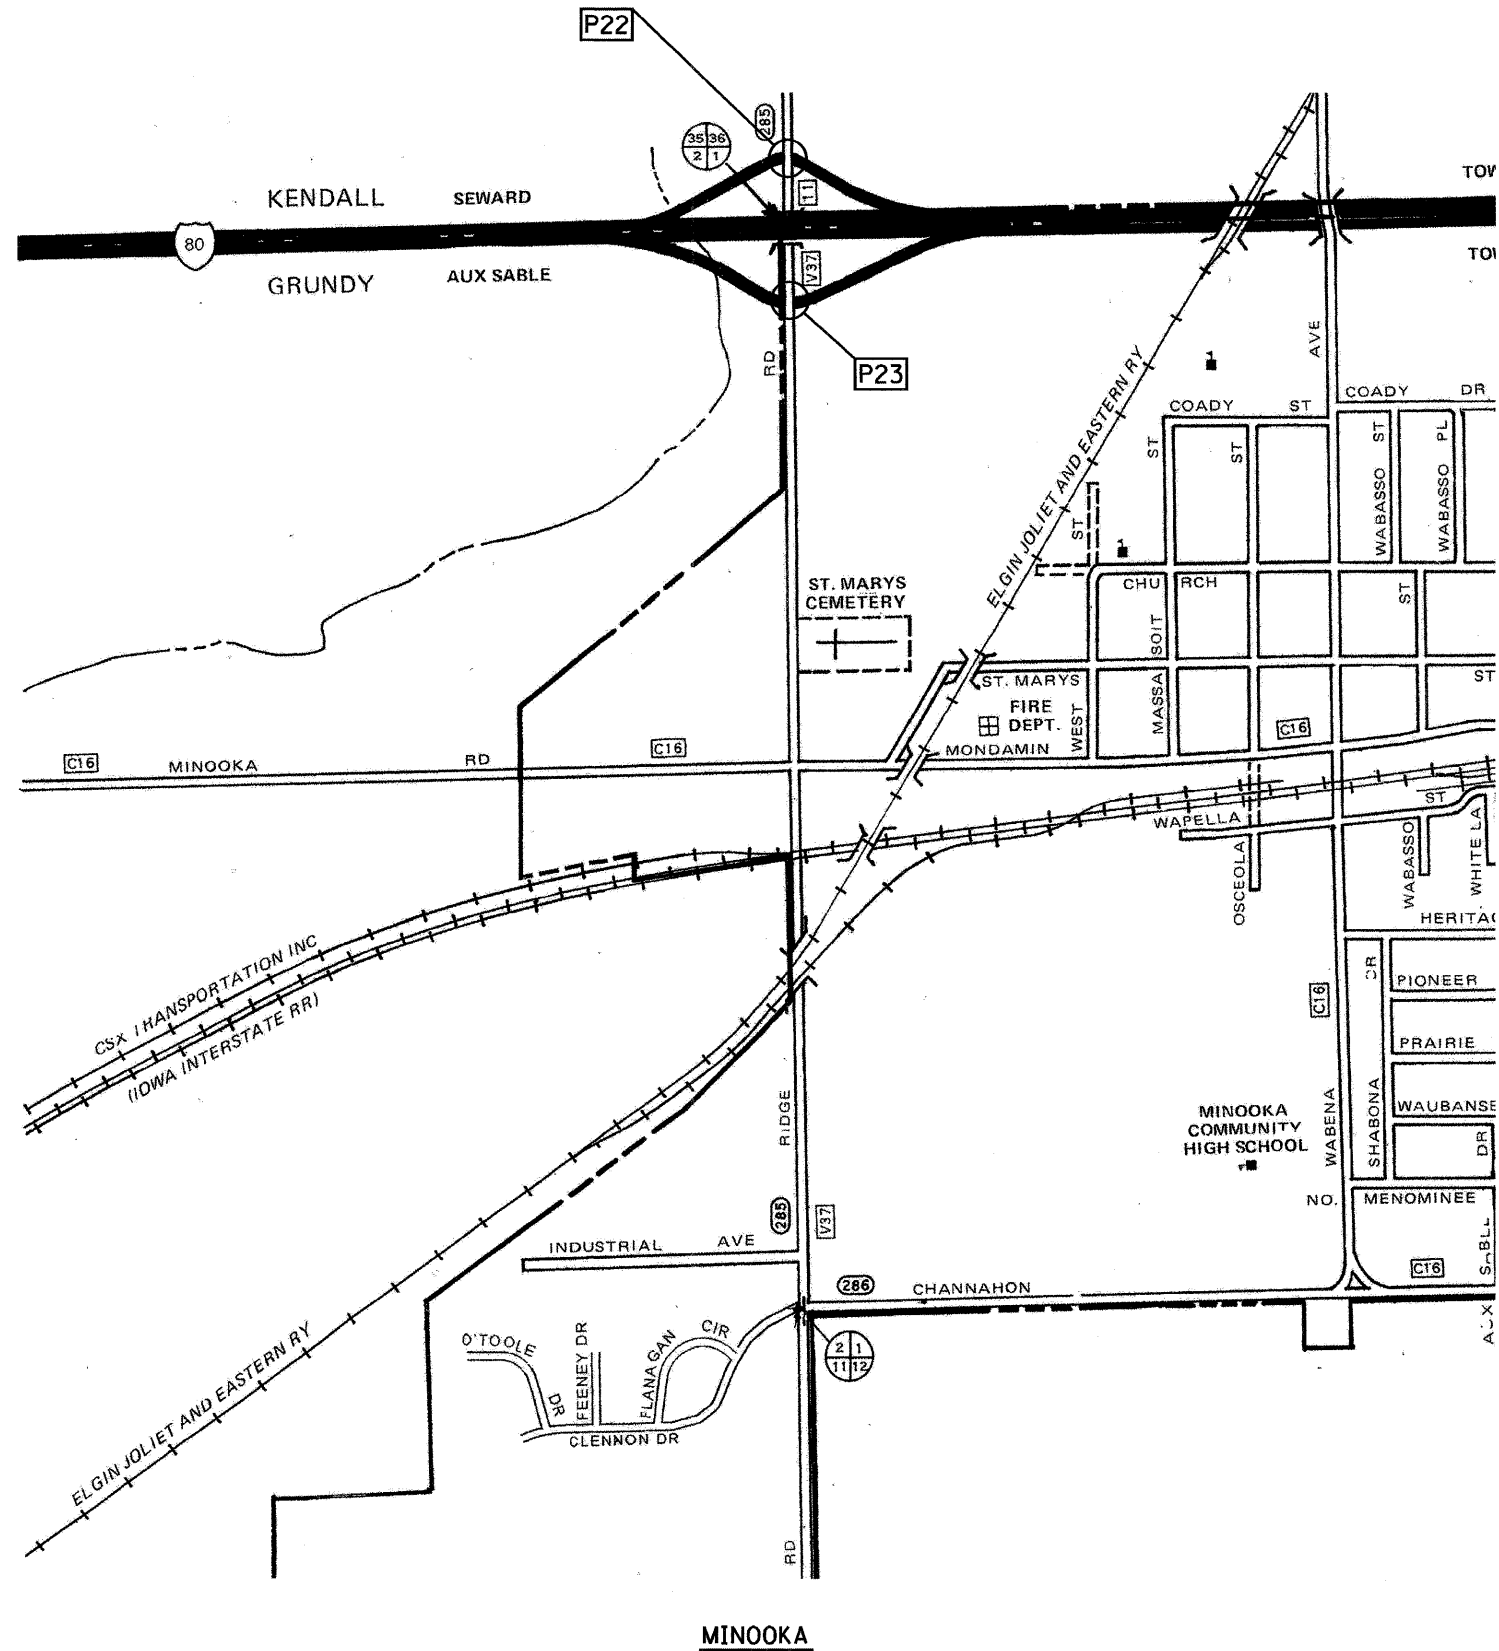 P22
285
35 36
2 1
11
KENDALL SEWARD
TOW
80
V37
GRUNDY AUX SABLE
TOW
RD
P23
AVE
ELGIN JOLIET AND EASTERN RY
1
COADY ST
COADY DR
ST
ST
WABASSO ST
WABASSO PL
ST
1
ST. MARYS
CEMETERY
CHURCH
ST
MASSASOIT
ST. MARYS
ST
FIRE
DEPT.
WEST
C16
C16
C16
MINOOKA RD
MONDAMIN
WAPELLA
ST
OSCEOLA
WABASSO
WHITE LA
HERITAG
CSX TRANSPORTATION INC
(IOWA INTERSTATE RR)
DR
PIONEER
C16
PRAIRIE
RIDGE
MINOOKA
COMMUNITY
HIGH SCHOOL
WABENA
SHABONA
WAUBANSE
DR
NO.
MENOMINEE
285
V37
INDUSTRIAL AVE
286
CHANNAHON
C16
O'TOOLE
DR
FEENEY DR
FLANAGAN CIR
2 1
11 12
CLENNON DR
ELGIN JOLIET AND EASTERN RY
RD
MINOOKA